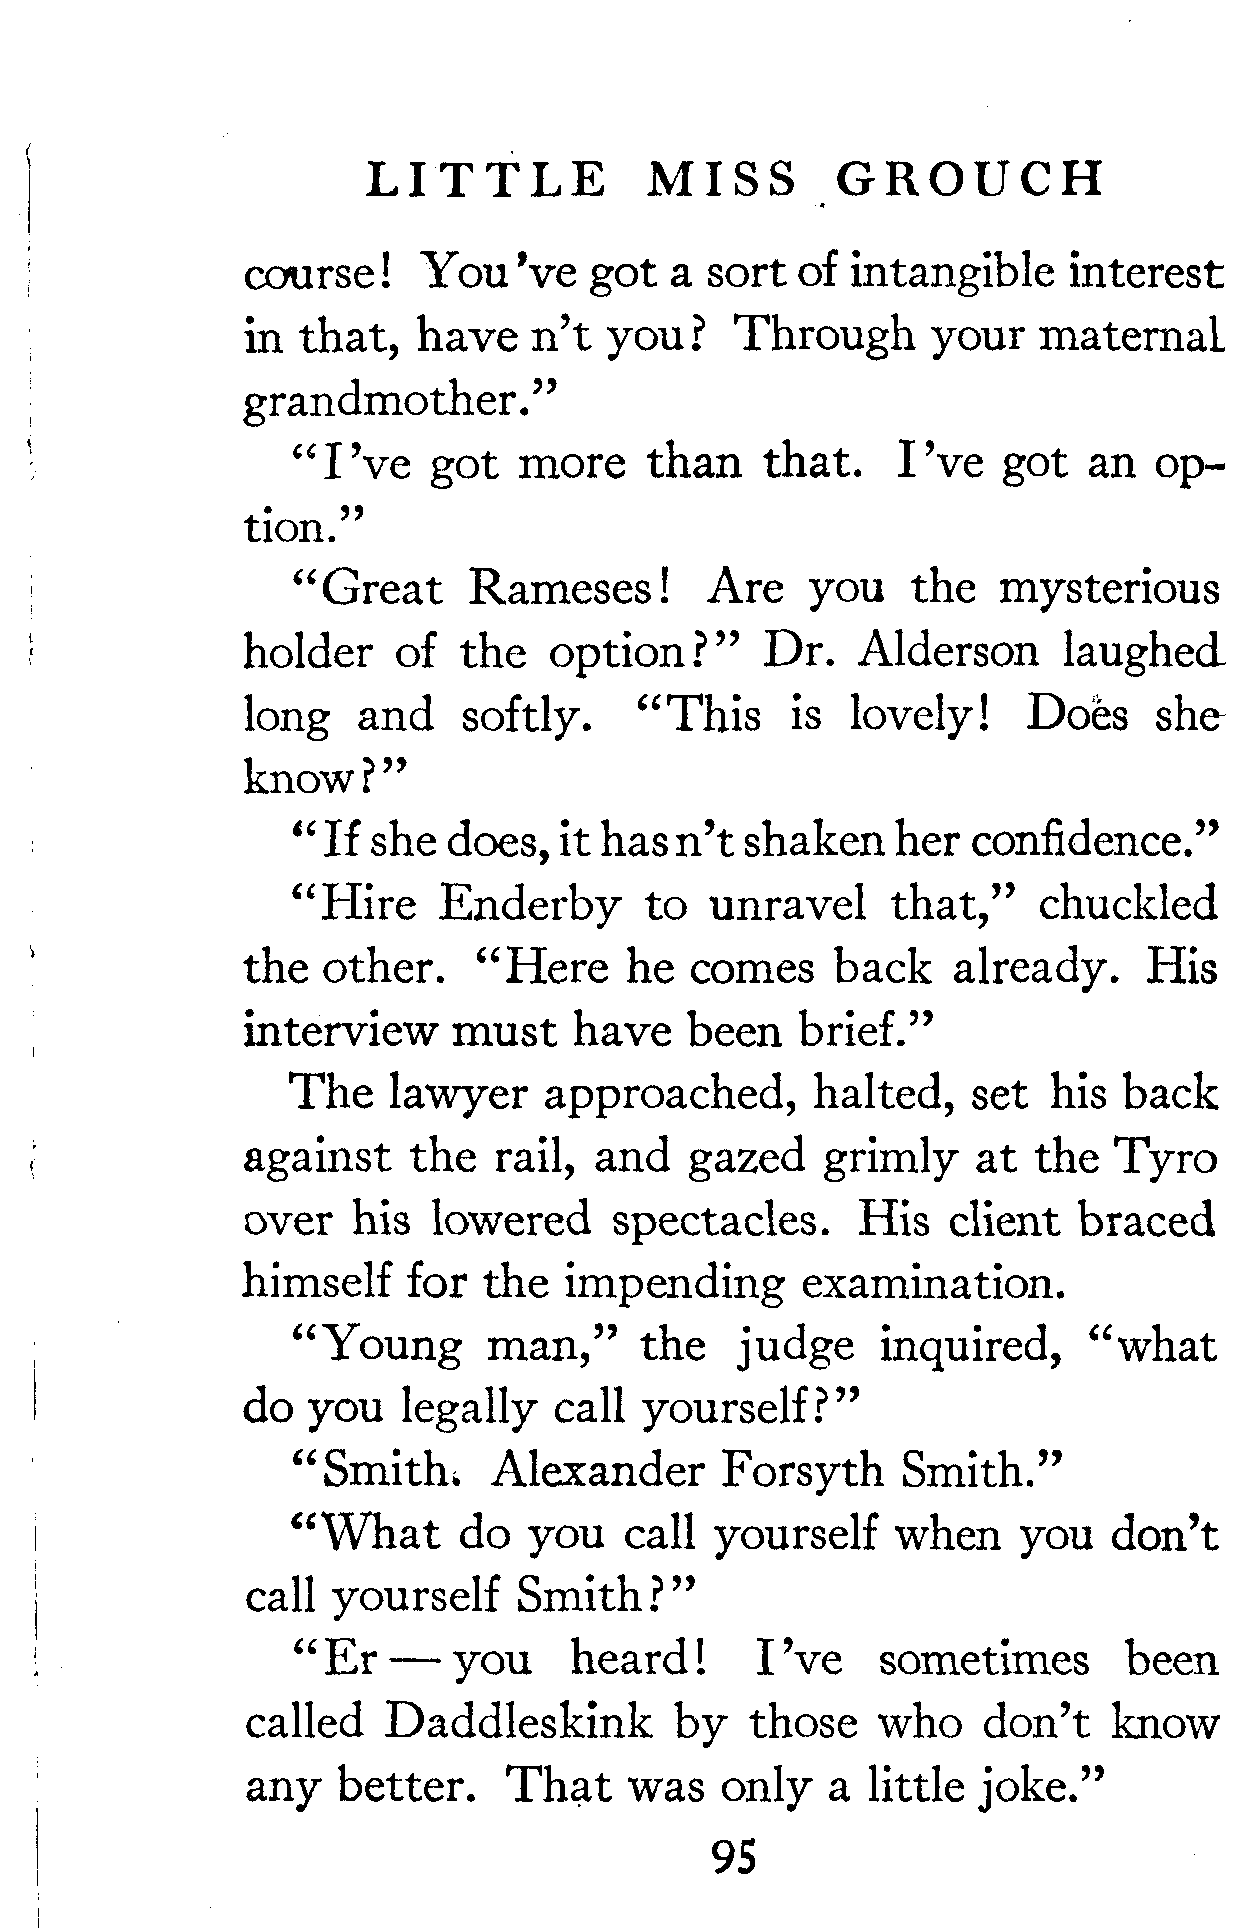 LITTLE MISS GROUCH
course! You've got a sort of intangible interest
in that, have n't you? Through your maternal
grandmother."
"I've got more than that. I've got an op-
tion."
"Great Rameses! Are you the mysterious
holder of the option?" Dr. Alderson laughed
long and softly. "This is lovely! Does she
know?"
"If she does, it has n't shaken her confidence."
"Hire Enderby to unravel that," chuckled
the other. "Here he comes back already. His
interview must have been brief."
The lawyer approached, halted, set his back
against the rail, and gazed grimly at the Tyro
over his lowered spectacles. His client braced
himself for the impending examination.
"Young man," the judge inquired, "what
do you legally call yourself?"
"Smith. Alexander Forsyth Smith."
"What do you call yourself when you don't
call yourself Smith?"
"Er — you heard! I've sometimes been
called Daddleskink by those who don't know
any better. That was only a little joke."
95